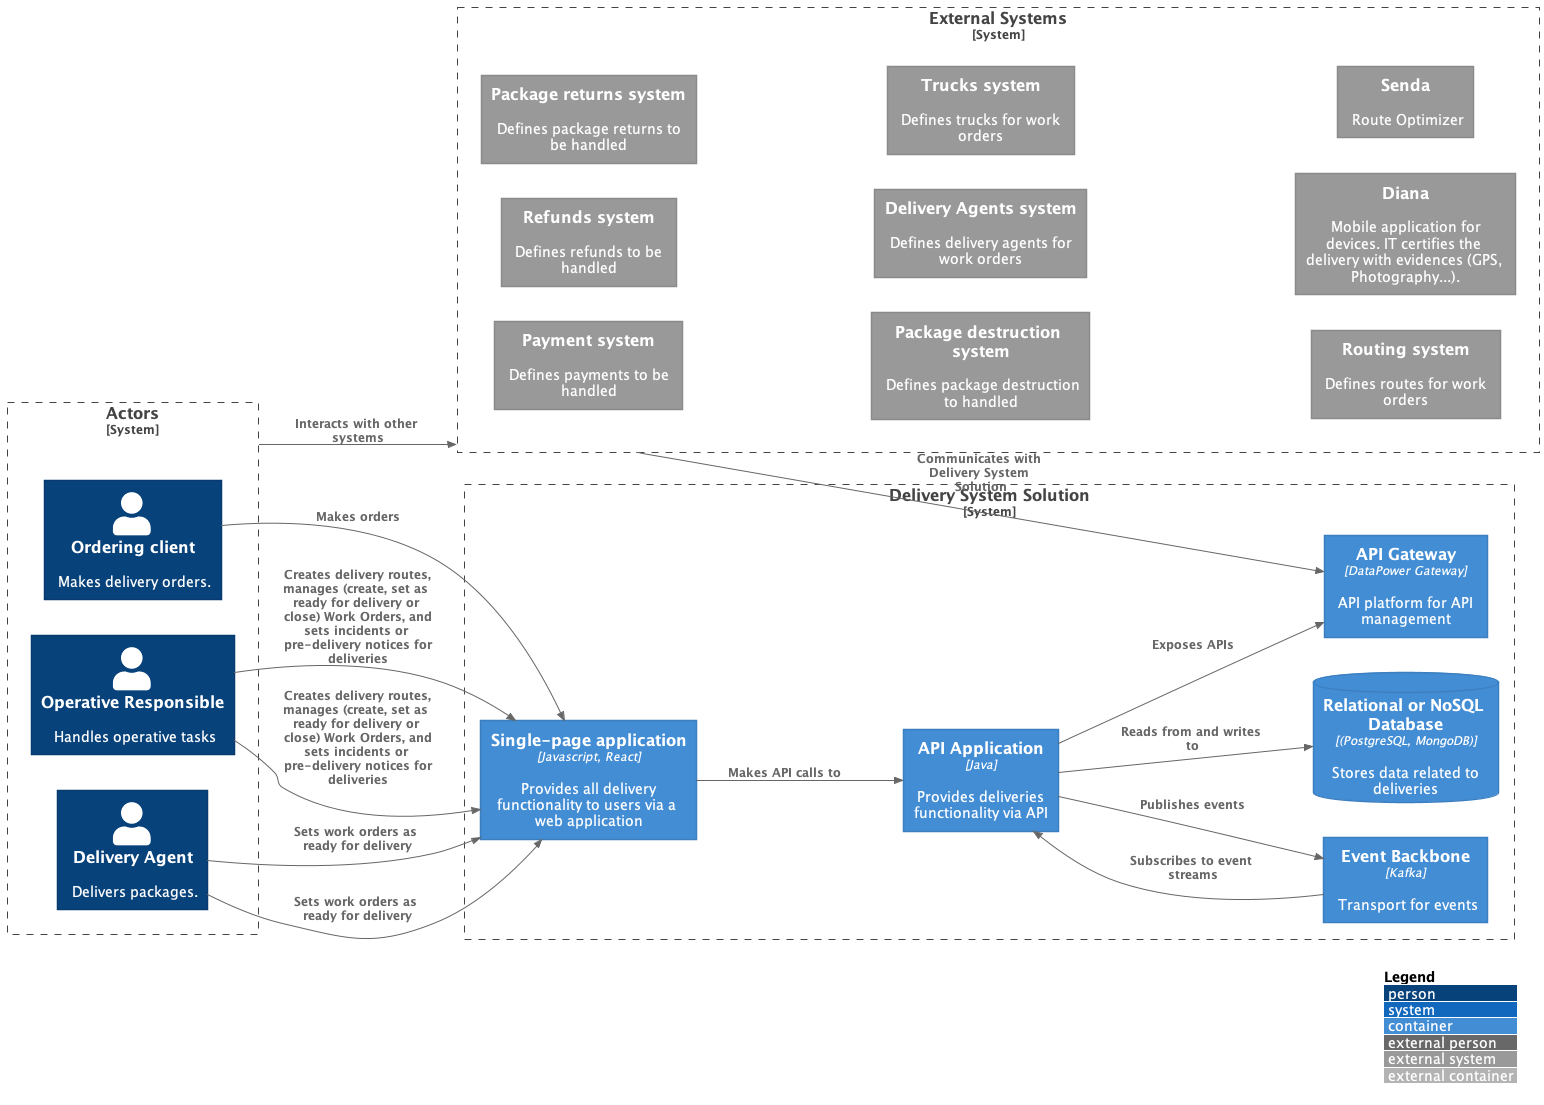 External Systems
[System]
Package returns system
Defines package returns to
be handled
Trucks system
Defines trucks for work
orders
Senda
Route Optimizer
Refunds system
Defines refunds to be
handled
Delivery Agents system
Defines delivery agents for
work orders
Diana
Mobile application for
devices. IT certifies the
delivery with evidences (GPS,
Photography...).
Payment system
Defines payments to be
handled
Package destruction
system
Defines package destruction
to handled
Routing system
Defines routes for work
orders
Actors
[System]
Interacts with other
systems
Communicates with
Delivery System
Solution
Ordering client
Makes delivery orders.
Makes orders
Operative Responsible
Handles operative tasks
Creates delivery routes,
manages (create, set as
ready for delivery or
close) Work Orders, and
sets incidents or
pre-delivery notices for
deliveries
Creates delivery routes,
manages (create, set as
ready for delivery or
close) Work Orders, and
sets incidents or
pre-delivery notices for
deliveries
Delivery Agent
Delivers packages.
Sets work orders as
ready for delivery
Sets work orders as
ready for delivery
Delivery System Solution
[System]
Single-page application
[Javascript, React]
Provides all delivery
functionality to users via a
web application
Makes API calls to
API Application
[Java]
Provides deliveries
functionality via API
Exposes APIs
Reads from and writes
to
Publishes events
Subscribes to event
streams
API Gateway
[DataPower Gateway]
API platform for API
management
Relational or NoSQL
Database
[(PostgreSQL, MongoDB)]
Stores data related to
deliveries
Event Backbone
[Kafka]
Transport for events
Legend
person
system
container
external person
external system
external container